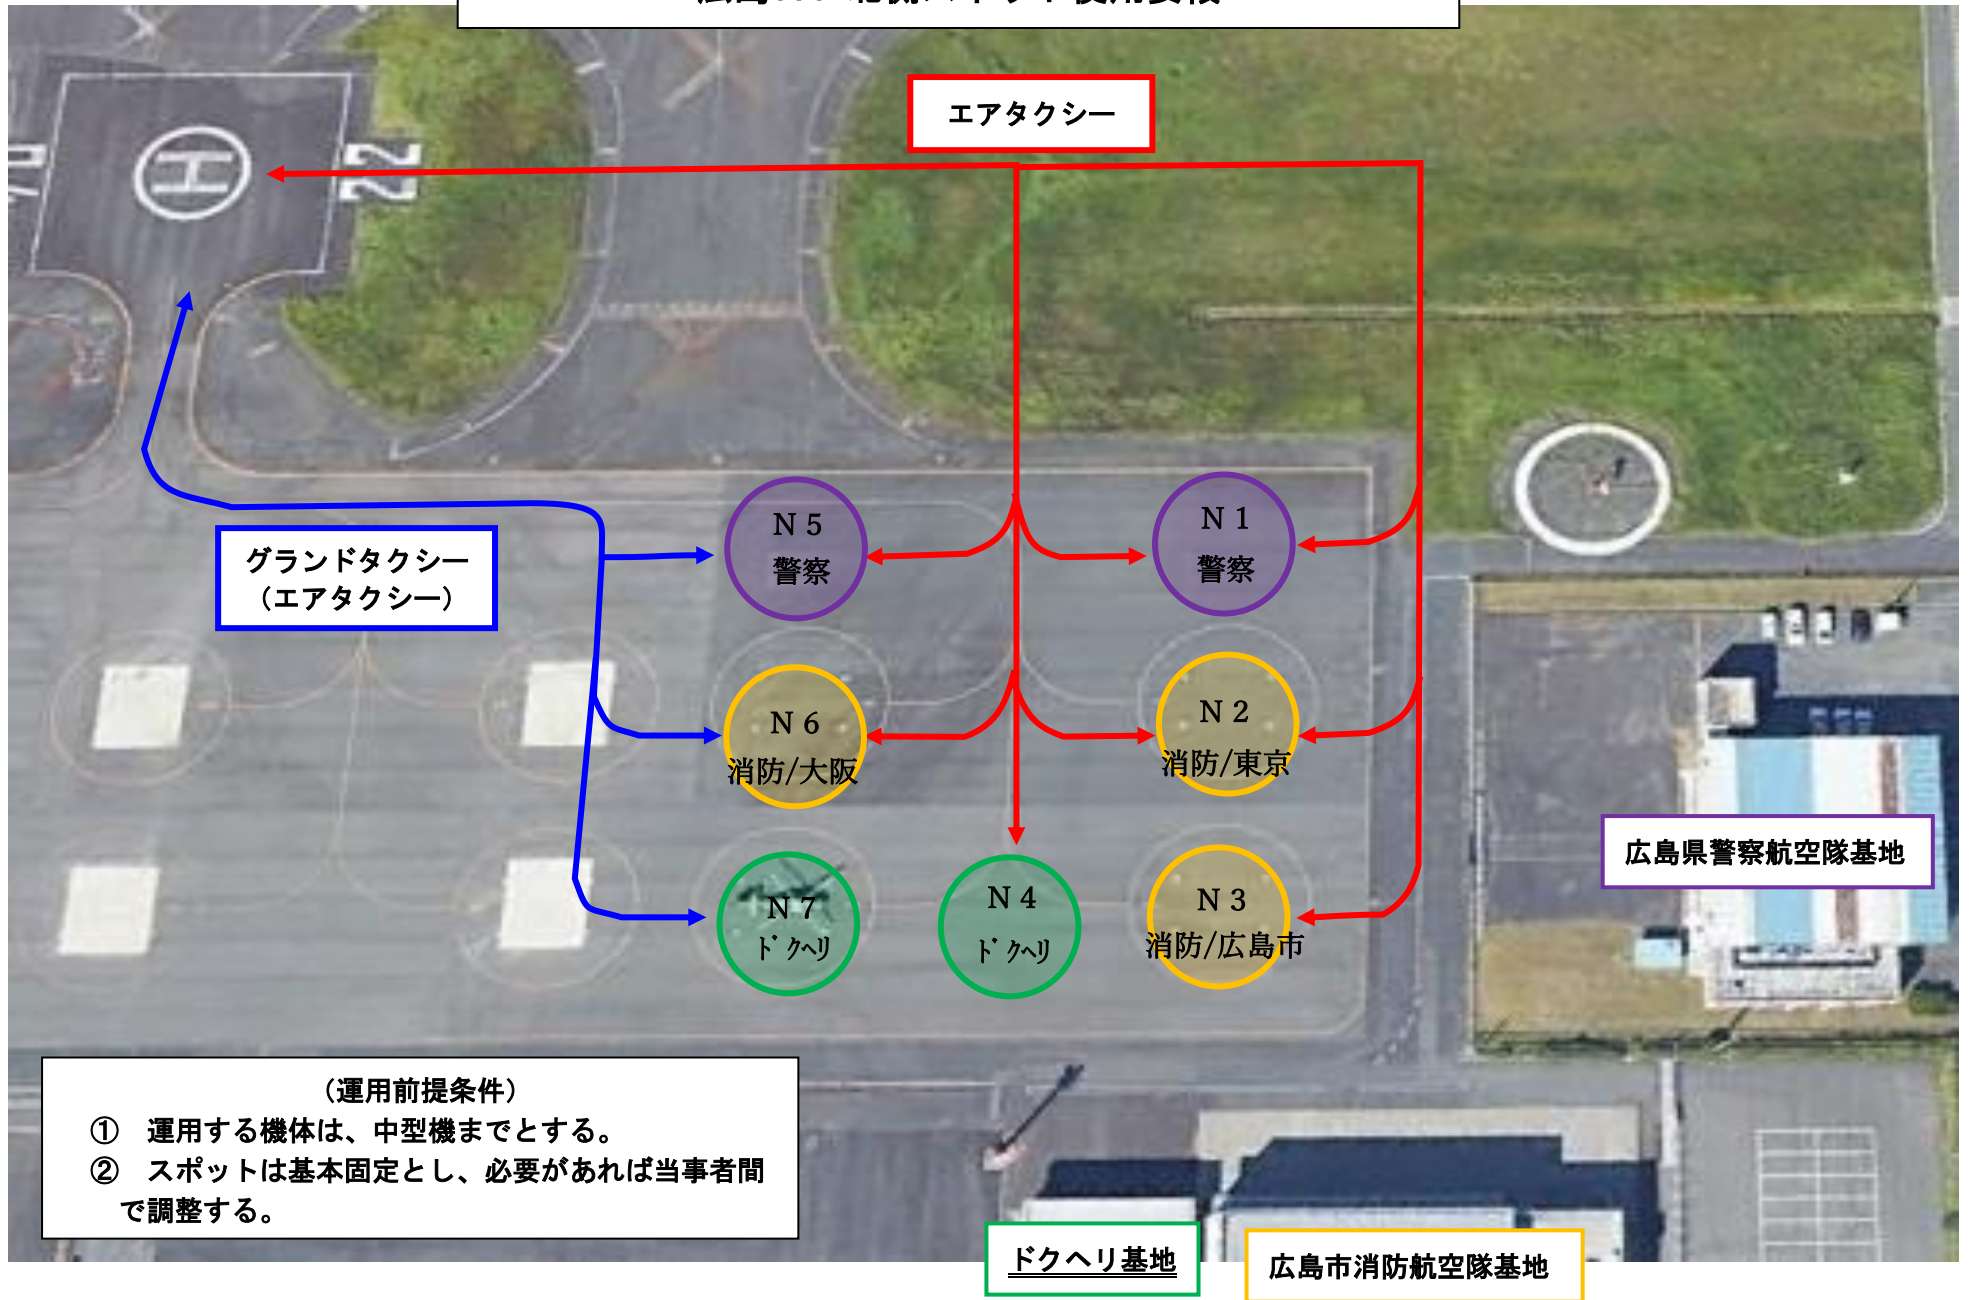 エアタクシー
H
22
グランドタクシー
（エアタクシー）
N 5
警察
N 1
警察
N 6
消防/大阪
N 2
消防/東京
N 7
ドクヘリ
N 4
ドクヘリ
N 3
消防/広島市
広島県警察航空隊基地
（運用前提条件）
①　運用する機体は、中型機までとする。
②　スポットは基本固定とし、必要があれば当事者間
で調整する。
ドクヘリ基地
広島市消防航空隊基地